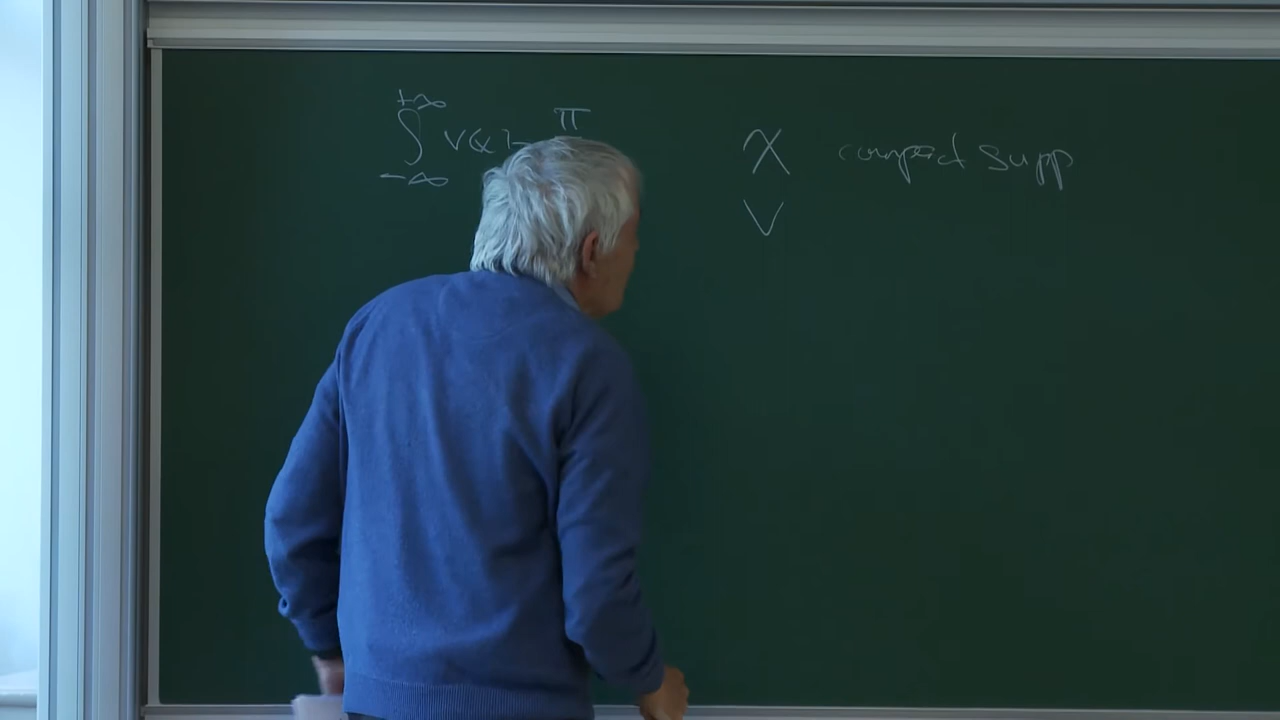 +∞
∫ v(x) π
-∞
χ compact supp
V